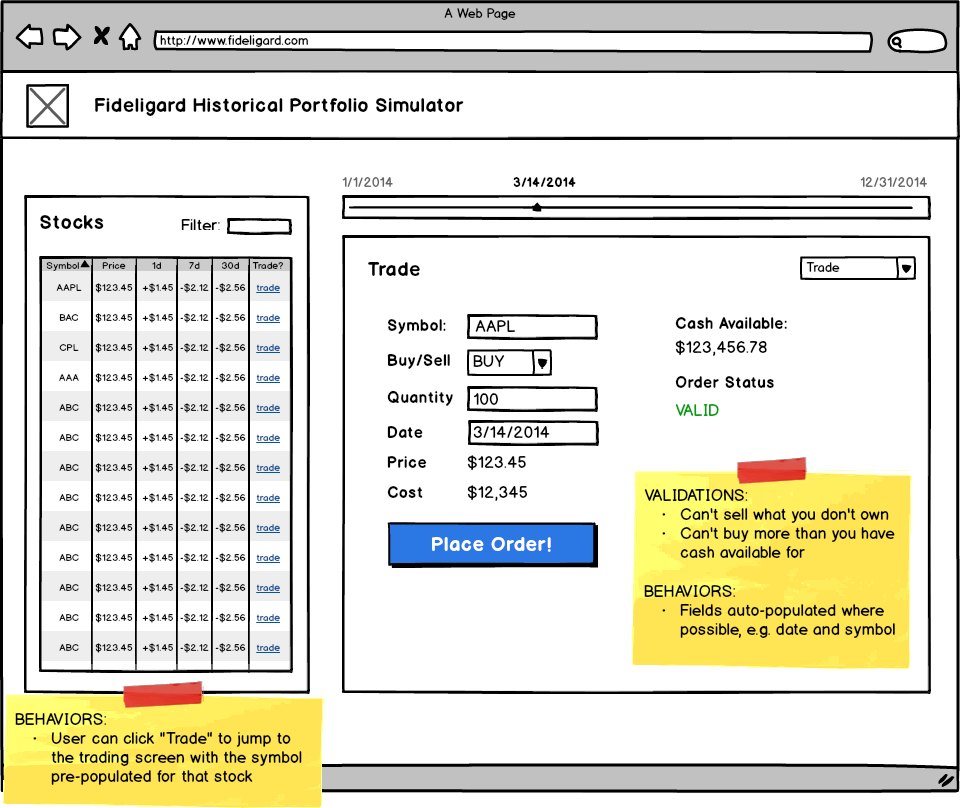 A Web Page
http://www.fideligard.com
Fideligard Historical Portfolio Simulator
1/1/2014 3/14/2014 12/31/2014
Stocks Filter:
Symbol Price 1d 7d 30d Trade?
AAPL $123.45 +$1.45 -$2.12 -$2.56 trade
BAC $123.45 +$1.45 -$2.12 -$2.56 trade
CPL $123.45 +$1.45 -$2.12 -$2.56 trade
AAA $123.45 +$1.45 -$2.12 -$2.56 trade
ABC $123.45 +$1.45 -$2.12 -$2.56 trade
ABC $123.45 +$1.45 -$2.12 -$2.56 trade
ABC $123.45 +$1.45 -$2.12 -$2.56 trade
ABC $123.45 +$1.45 -$2.12 -$2.56 trade
ABC $123.45 +$1.45 -$2.12 -$2.56 trade
ABC $123.45 +$1.45 -$2.12 -$2.56 trade
ABC $123.45 +$1.45 -$2.12 -$2.56 trade
ABC $123.45 +$1.45 -$2.12 -$2.56 trade
ABC $123.45 +$1.45 -$2.12 -$2.56 trade
BEHAVIORS:
· User can click "Trade" to jump to
the trading screen with the symbol
pre-populated for that stock
Trade Trade
Symbol: AAPL
Buy/Sell BUY
Quantity 100
Date 3/14/2014
Price $123.45
Cost $12,345
Place Order!
Cash Available:
$123,456.78
Order Status
VALID
VALIDATIONS:
· Can't sell what you don't own
· Can't buy more than you have
cash available for
BEHAVIORS:
· Fields auto-populated where
possible, e.g. date and symbol